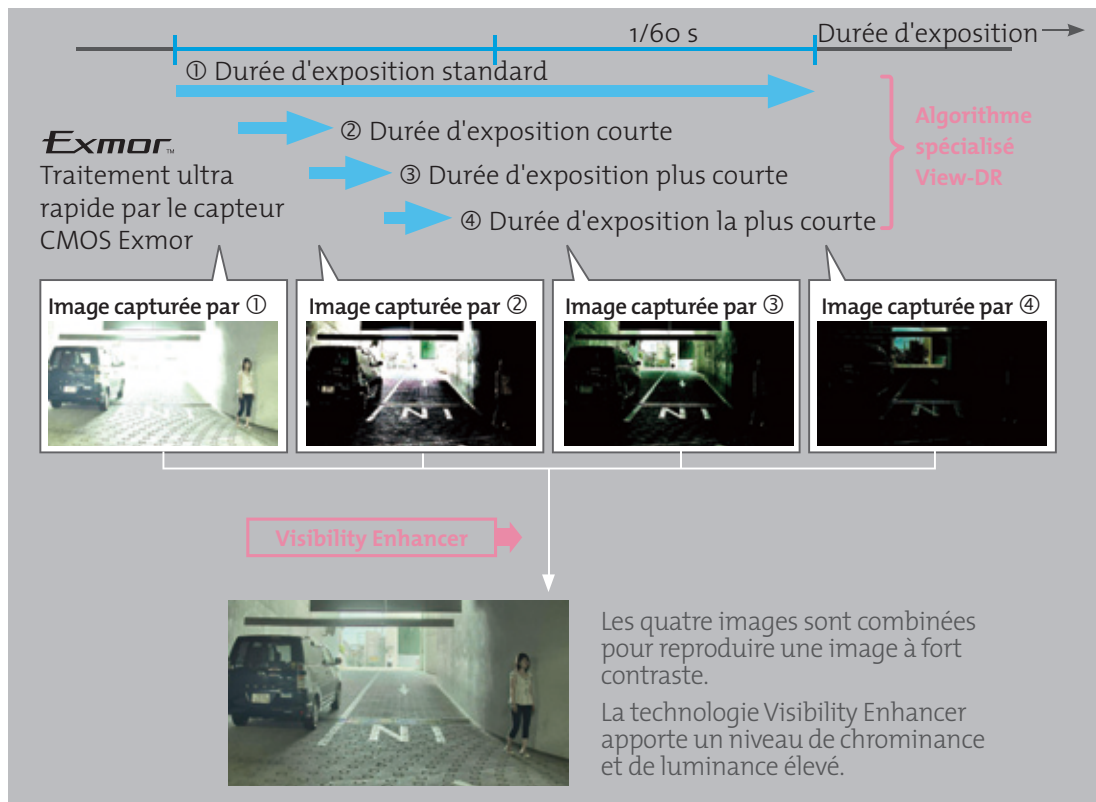 1/60 s
Durée d'exposition
① Durée d'exposition standard
② Durée d'exposition courte
③ Durée d'exposition plus courte
④ Durée d'exposition la plus courte
Algorithme
spécialisé
View-DR
Exmor™
Traitement ultra
rapide par le capteur
CMOS Exmor
Image capturée par ①
Image capturée par ②
Image capturée par ③
Image capturée par ④
Visibility Enhancer
Les quatre images sont combinées
pour reproduire une image à fort
contraste.
La technologie Visibility Enhancer
apporte un niveau de chrominance
et de luminance élevé.